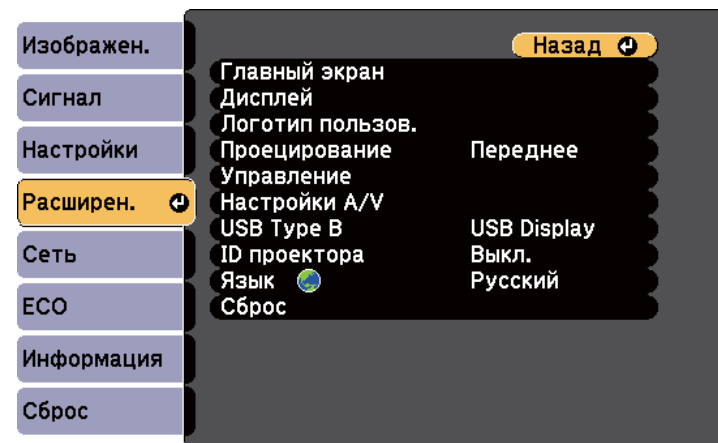 Изображен.
Сигнал
Настройки
Расширен.
Сеть
ECO
Информация
Сброс
Назад
Главный экран
Дисплей
Логотип пользов.
Проецирование Переднее
Управление
Настройки A/V
USB Type B USB Display
ID проектора Выкл.
Язык Русский
Сброс